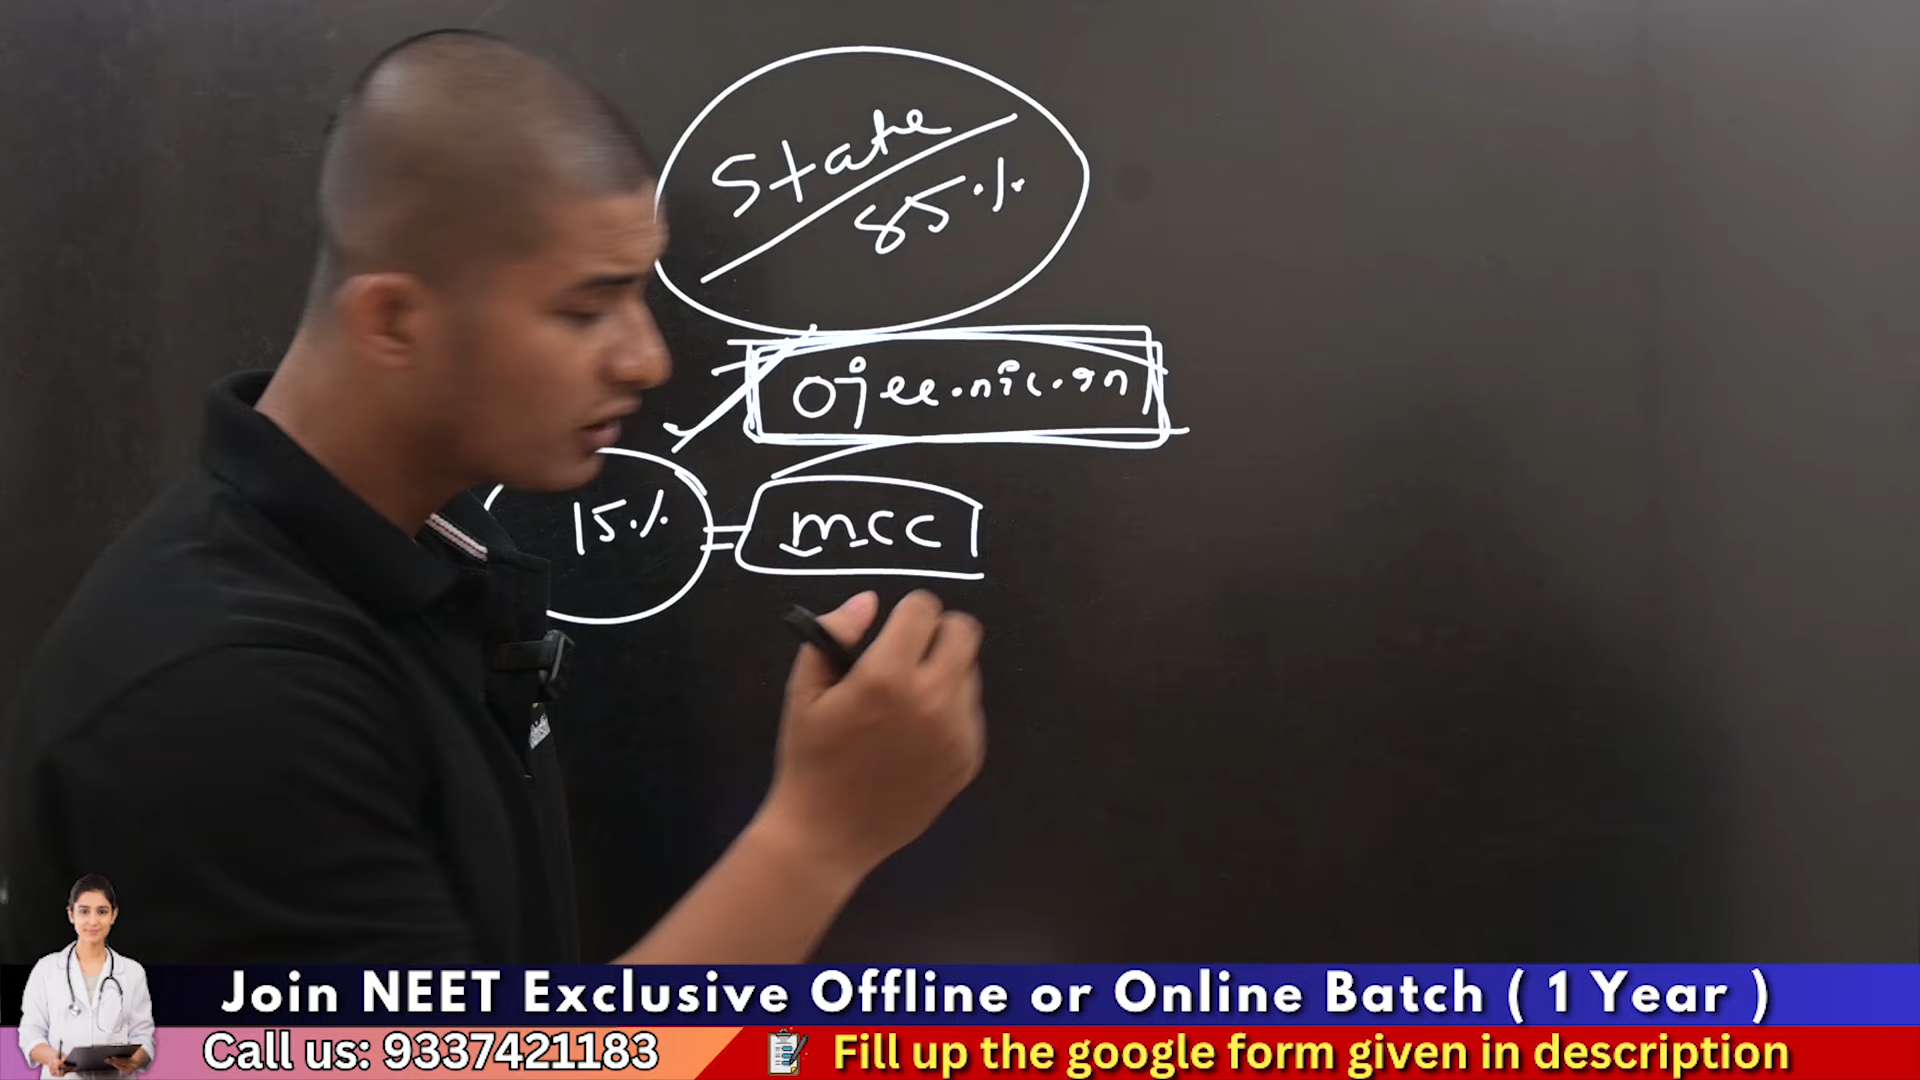 State
85%
ojee.nic.in
15% = mcc
Join NEET Exclusive Offline or Online Batch ( 1 Year )
Call us: 9337421183
Fill up the google form given in description